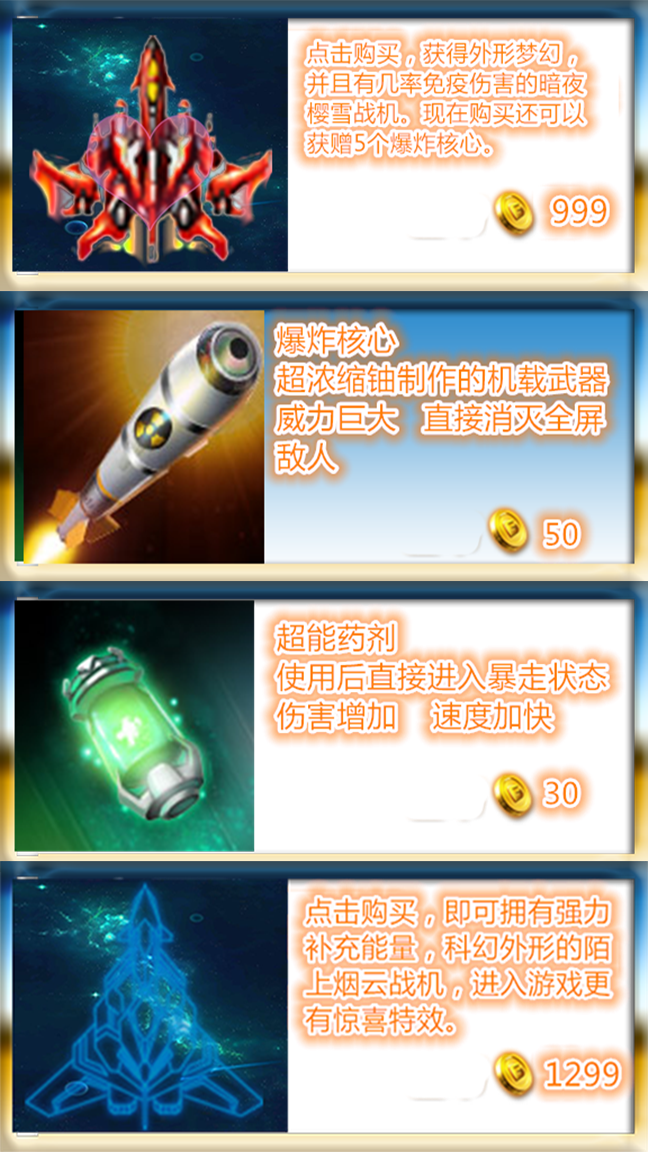 点击购买，获得外形梦幻，
并且有几率免疫伤害的暗夜
樱雪战机。现在购买还可以
获赠5个爆炸核心。
999
爆炸核心
超浓缩铀制作的机载武器
威力巨大 直接消灭全屏
敌人
50
超能药剂
使用后直接进入暴走状态
伤害增加 速度加快
30
点击购买，即可拥有强力
补充能量，科幻外形的陌
上烟云战机，进入游戏更
有惊喜特效。
1299